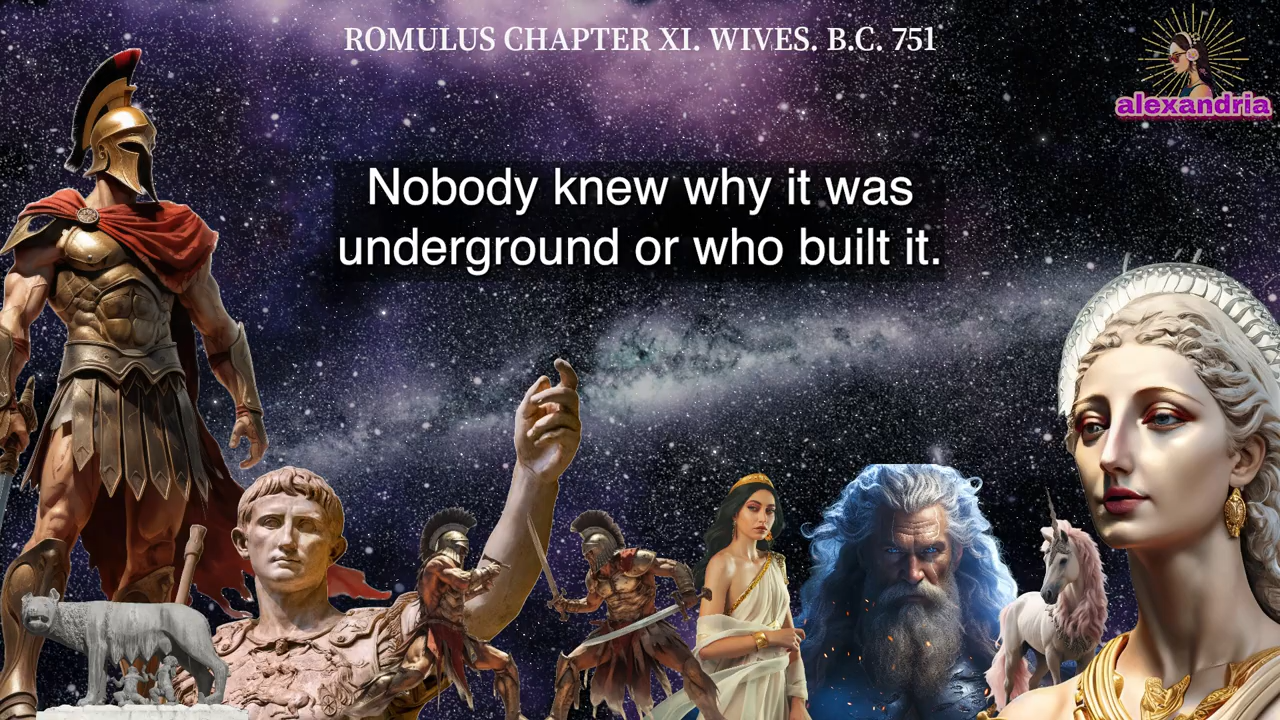 ROMULUS CHAPTER XI. WIVES. B.C. 751
alexandria
Nobody knew why it was
underground or who built it.